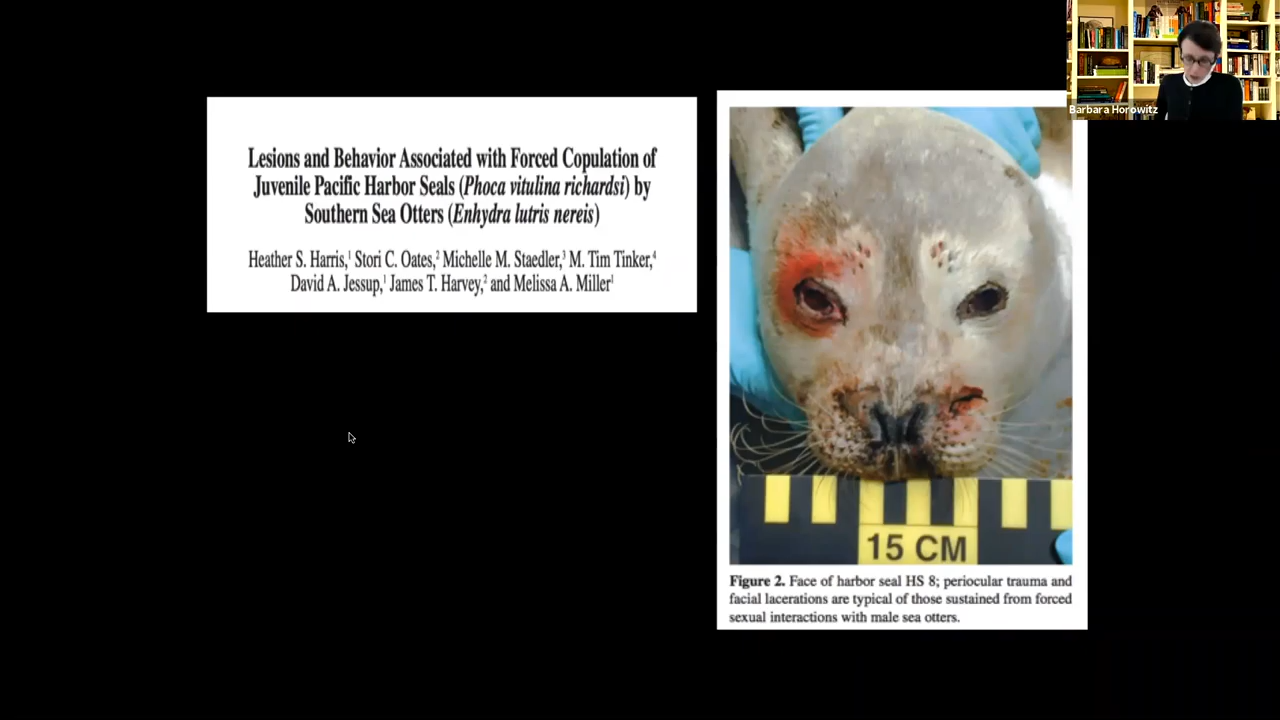 Lesions and Behavior Associated with Forced Copulation of
Juvenile Pacific Harbor Seals (Phoca vitulina richardsi) by
Southern Sea Otters (Enhydra lutris nereis)
Heather S. Harris,¹ Stori C. Oates,² Michelle M. Staedler,³ M. Tim Tinker,⁴
David A. Jessup,¹ James T. Harvey,² and Melissa A. Miller¹
Barbara Horowitz
15 CM
Figure 2. Face of harbor seal HS 8; periocular trauma and
facial lacerations are typical of those sustained from forced
sexual interactions with male sea otters.